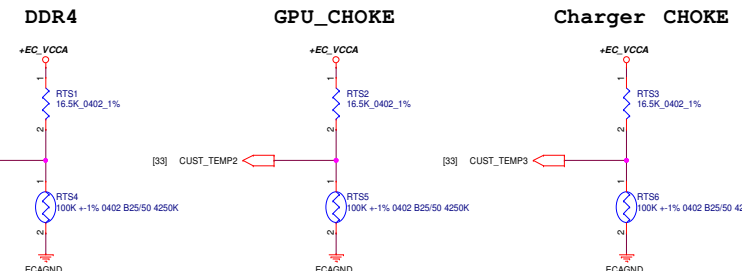 DDR4
GPU_CHOKE
Charger CHOKE
+EC_VCCA
+EC_VCCA
+EC_VCCA
1
1
1
RTS1
16.5K_0402_1%
RTS2
16.5K_0402_1%
RTS3
16.5K_0402_1%
2
2
2
[33] CUST_TEMP2
[33] CUST_TEMP3
1
1
1
RTS4
100K +-1% 0402 B25/50 4250K
RTS5
100K +-1% 0402 B25/50 4250K
RTS6
100K +-1% 0402 B25/50 42
2
2
2
ECAGND
ECAGND
ECAGND